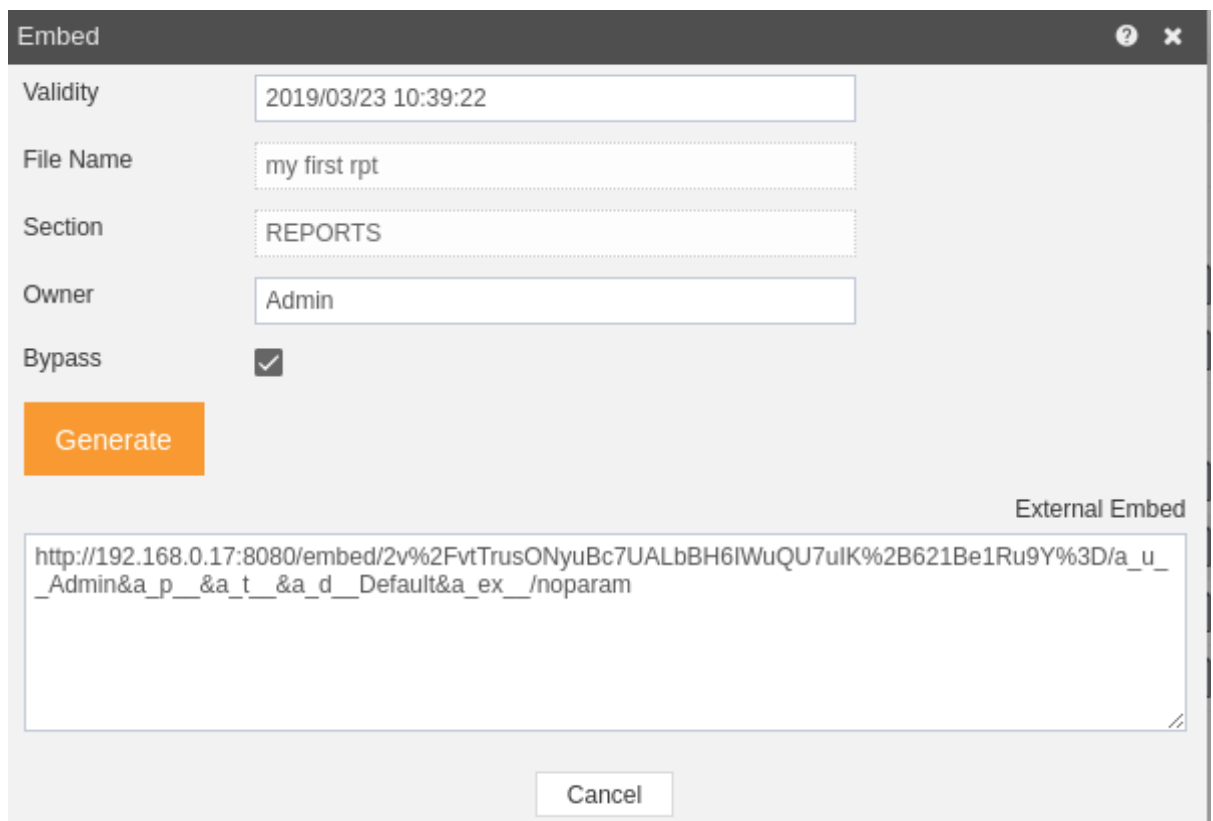 Embed
Validity
2019/03/23 10:39:22
File Name
my first rpt
Section
REPORTS
Owner
Admin
Bypass
Generate
External Embed
http://192.168.0.17:8080/embed/2v%2FvtTrusONyuBc7UALbBH6IWuQU7uIK%2B621Be1Ru9Y%3D/a_u_
_Admin&a_p__&a_t__&a_d__Default&a_ex__/noparam
Cancel